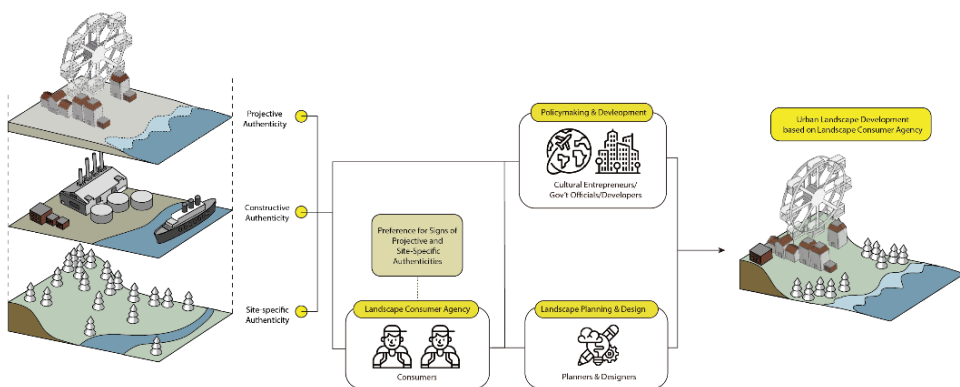 Projective
Authenticity
Constructive
Authenticity
Site-specific
Authenticity
Preference for Signs of
Projective and
Site-Specific
Authenticities
Landscape Consumer Agency
Consumers
Policymaking & Devleopment
Cultural Entrepreneurs/
Gov't Officials/Developers
Landscape Planning & Design
Planners & Designers
Urban Landscape Development
based on Landscape Consumer Agency